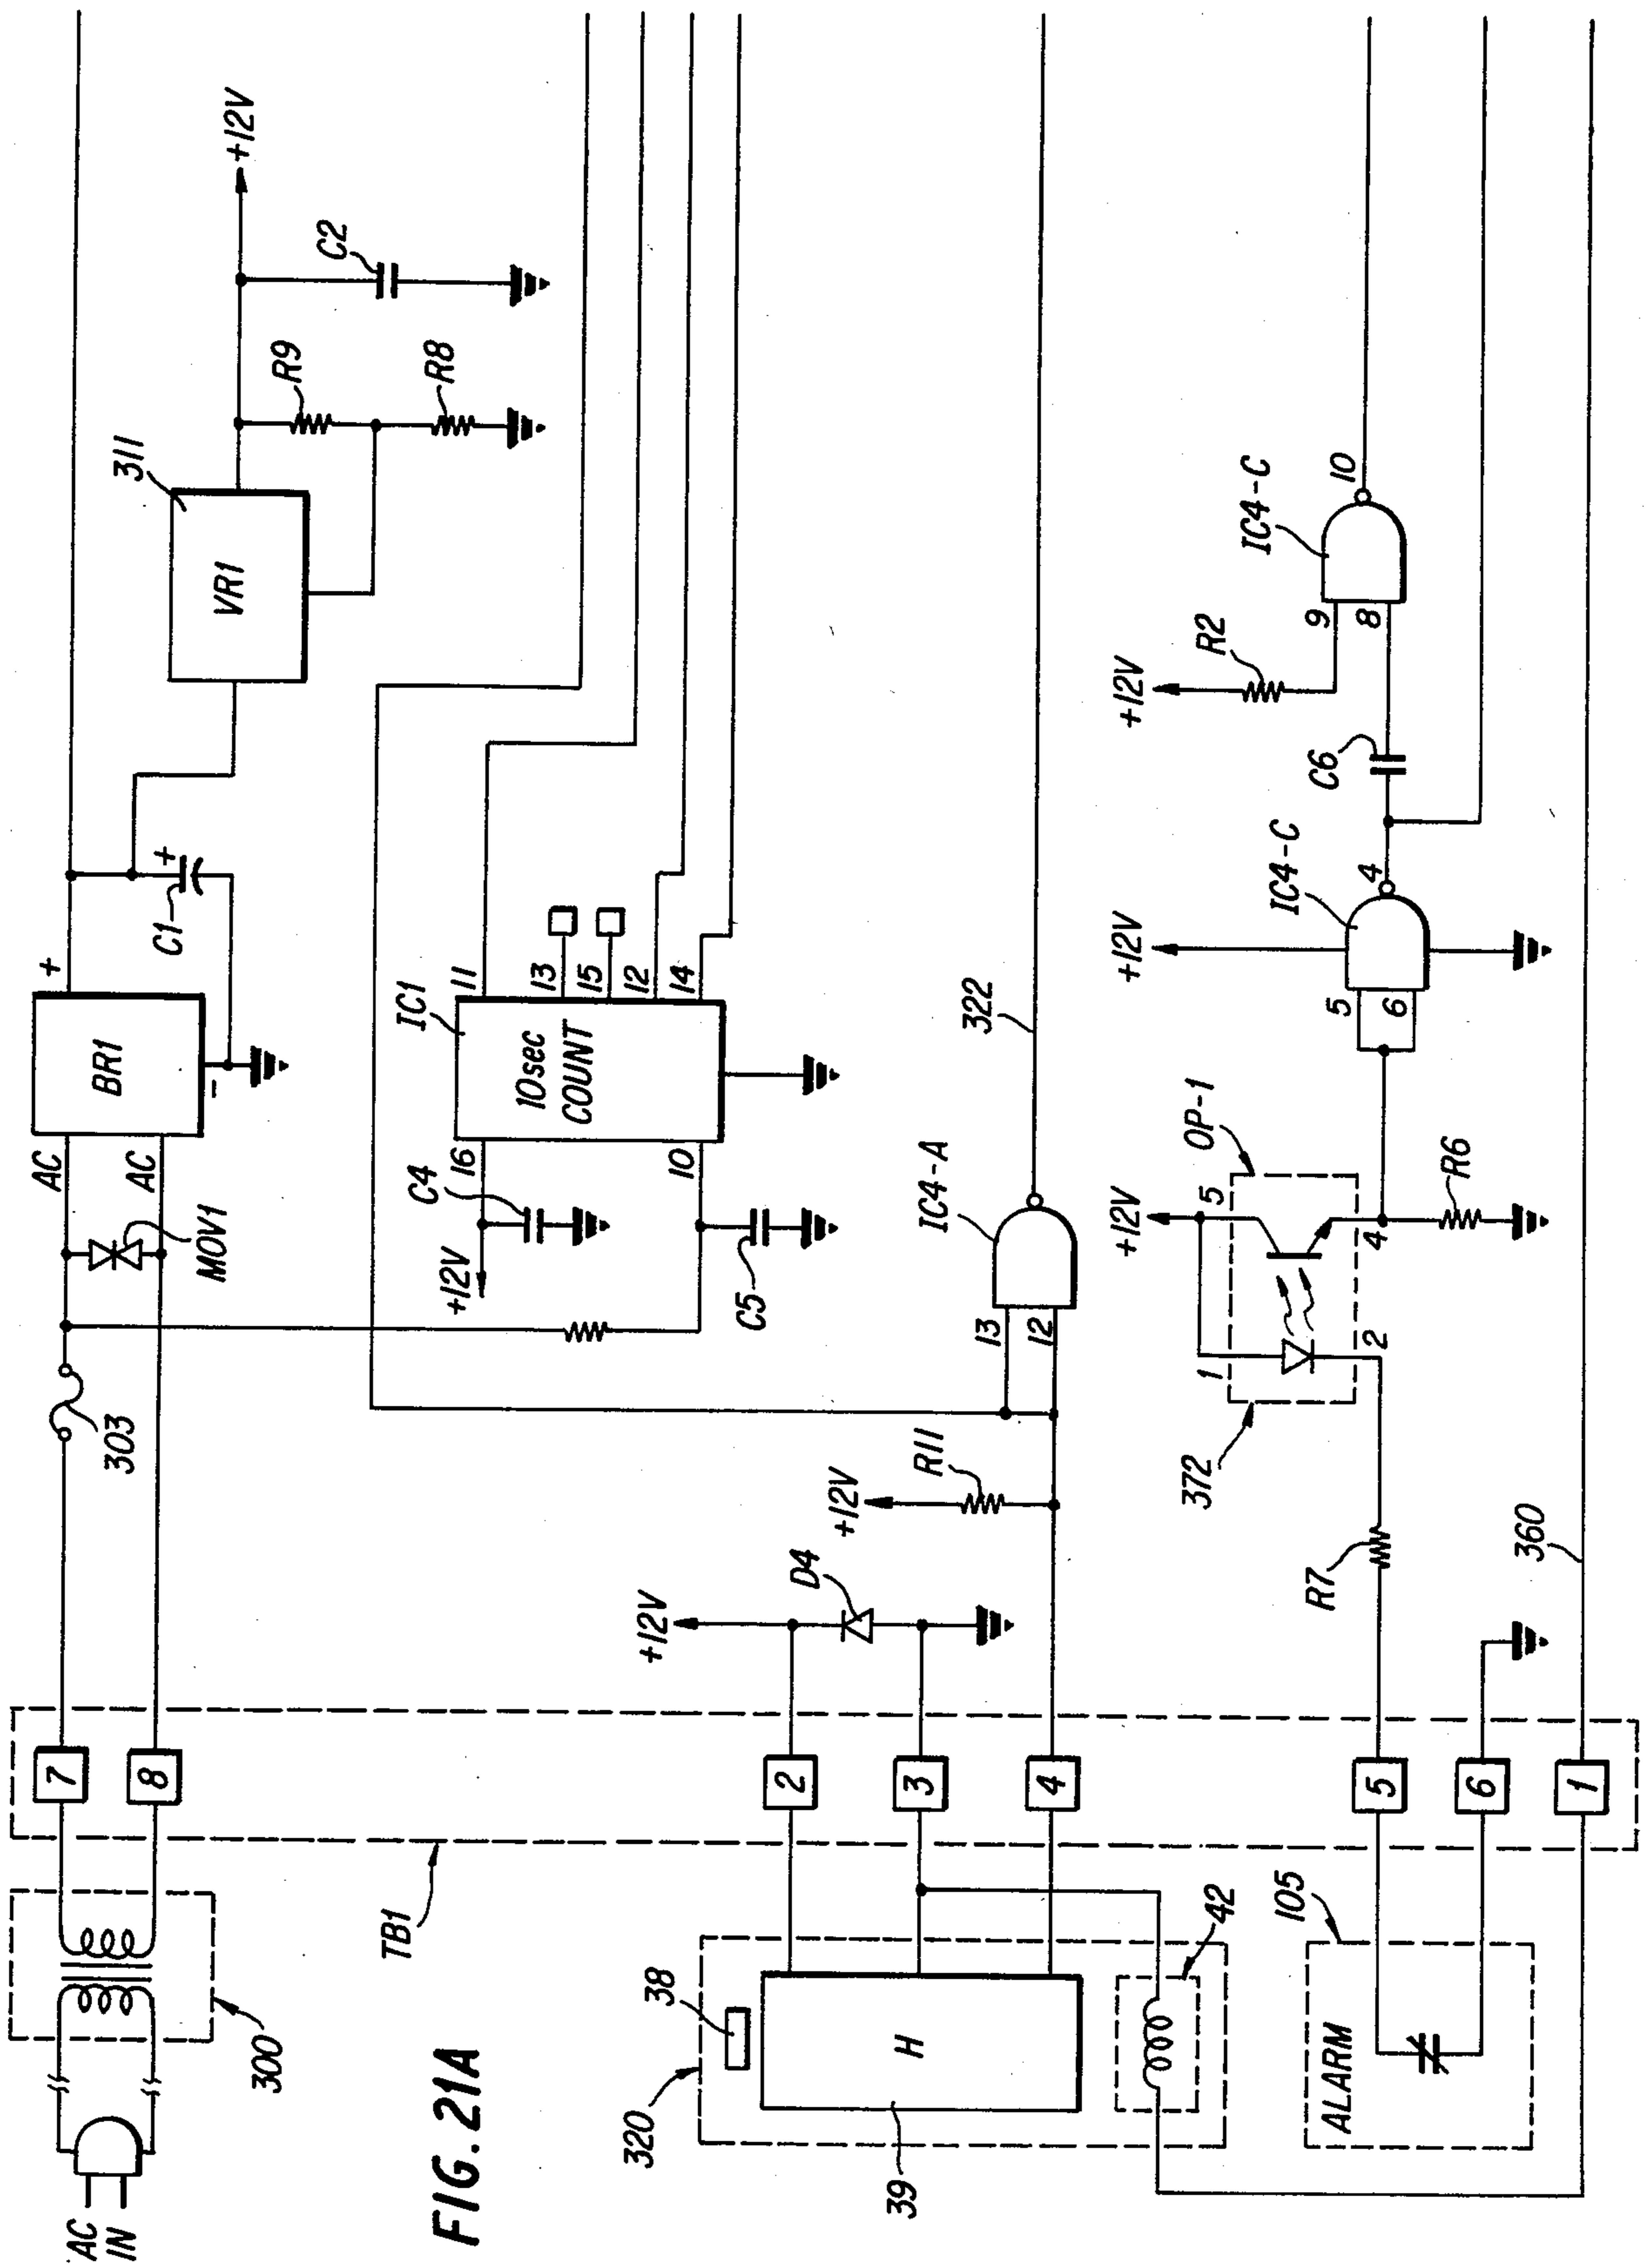 FIG. 21A
AC
IN
300
TB1
7
8
303
MOV1
AC
AC
BR1
+
-
C1
+
VR1
311
R9
R8
C2
+12V
+12V
C4
16
10
C5
10sec
COUNT
IC1
11
13
15
12
14
320
38
H
39
42
2
3
4
+12V
D4
+12V
R11
13
12
IC4-A
322
105
ALARM
5
6
1
R7
372
OP-1
+12V
1
5
2
4
R6
5
6
+12V
IC4-C
4
C6
+12V
R2
9
8
IC4-C
10
360